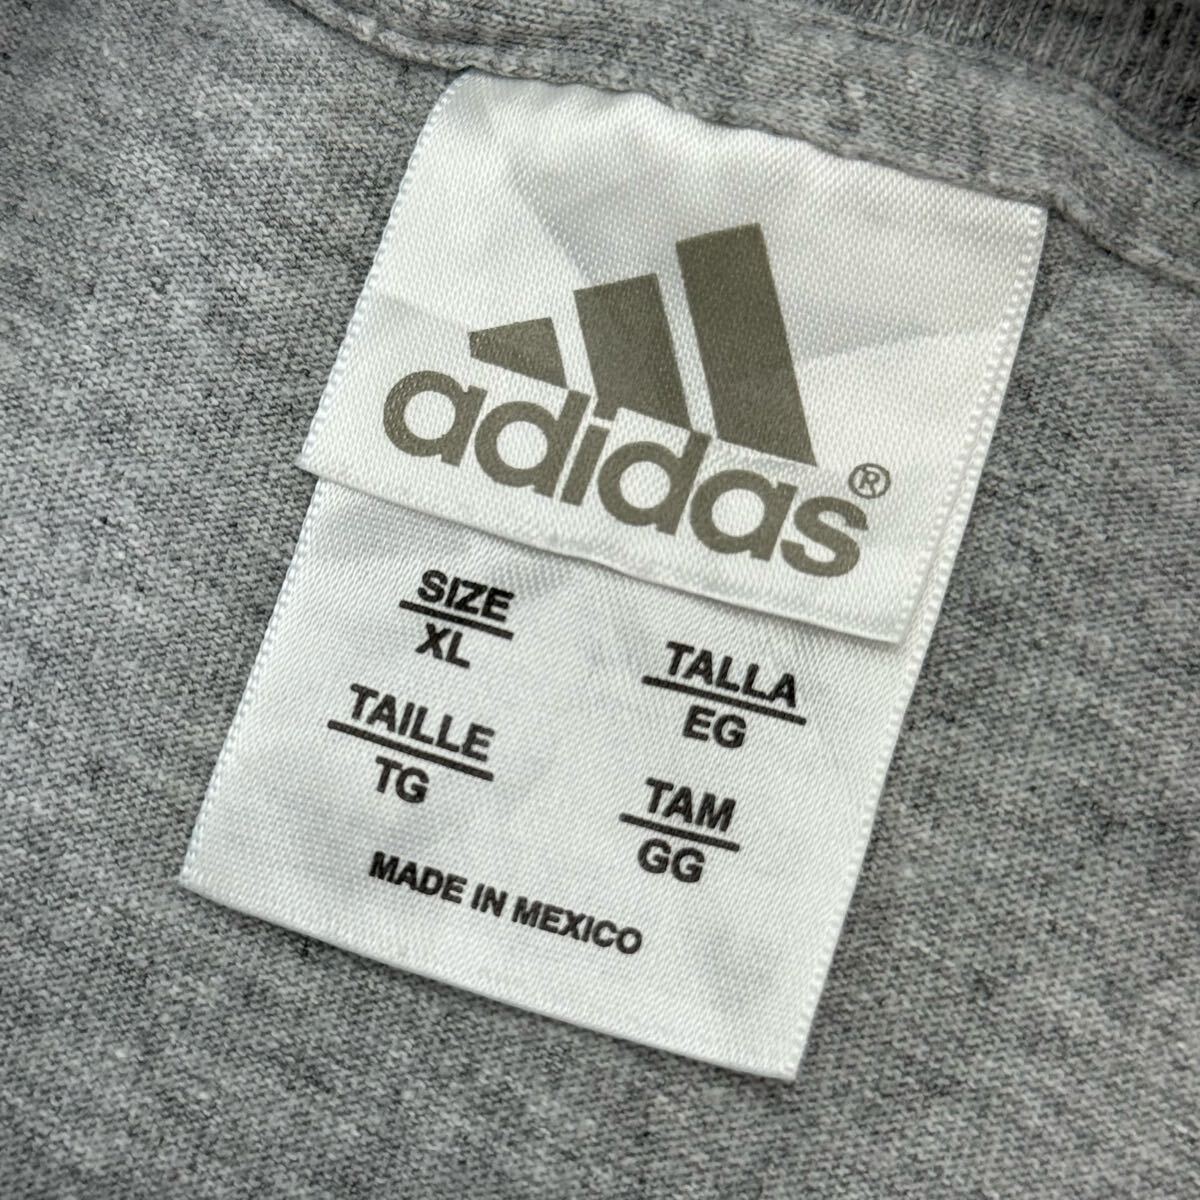 adidas®
SIZE
XL
TALLA
EG
TAILLE
TG
TAM
GG
MADE IN MEXICO